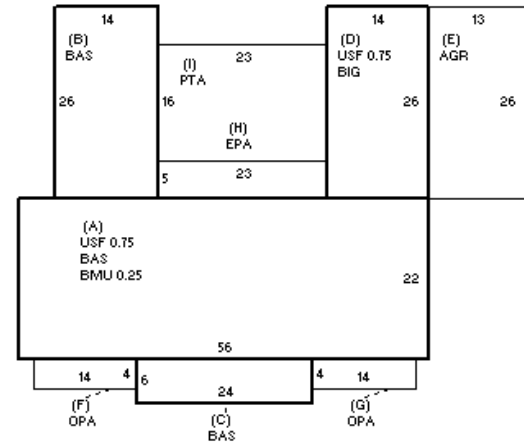 14
(B)
BAS
26
23
(I)
PTA
16
(H)
EPA
5
23
14
(D)
USF 0.75
BIG
26
13
(E)
AGR
26
(A)
USF 0.75
BAS
BMU 0.25
22
56
14
4
6
24
4
14
(F)
OPA
(C)
BAS
(G)
OPA